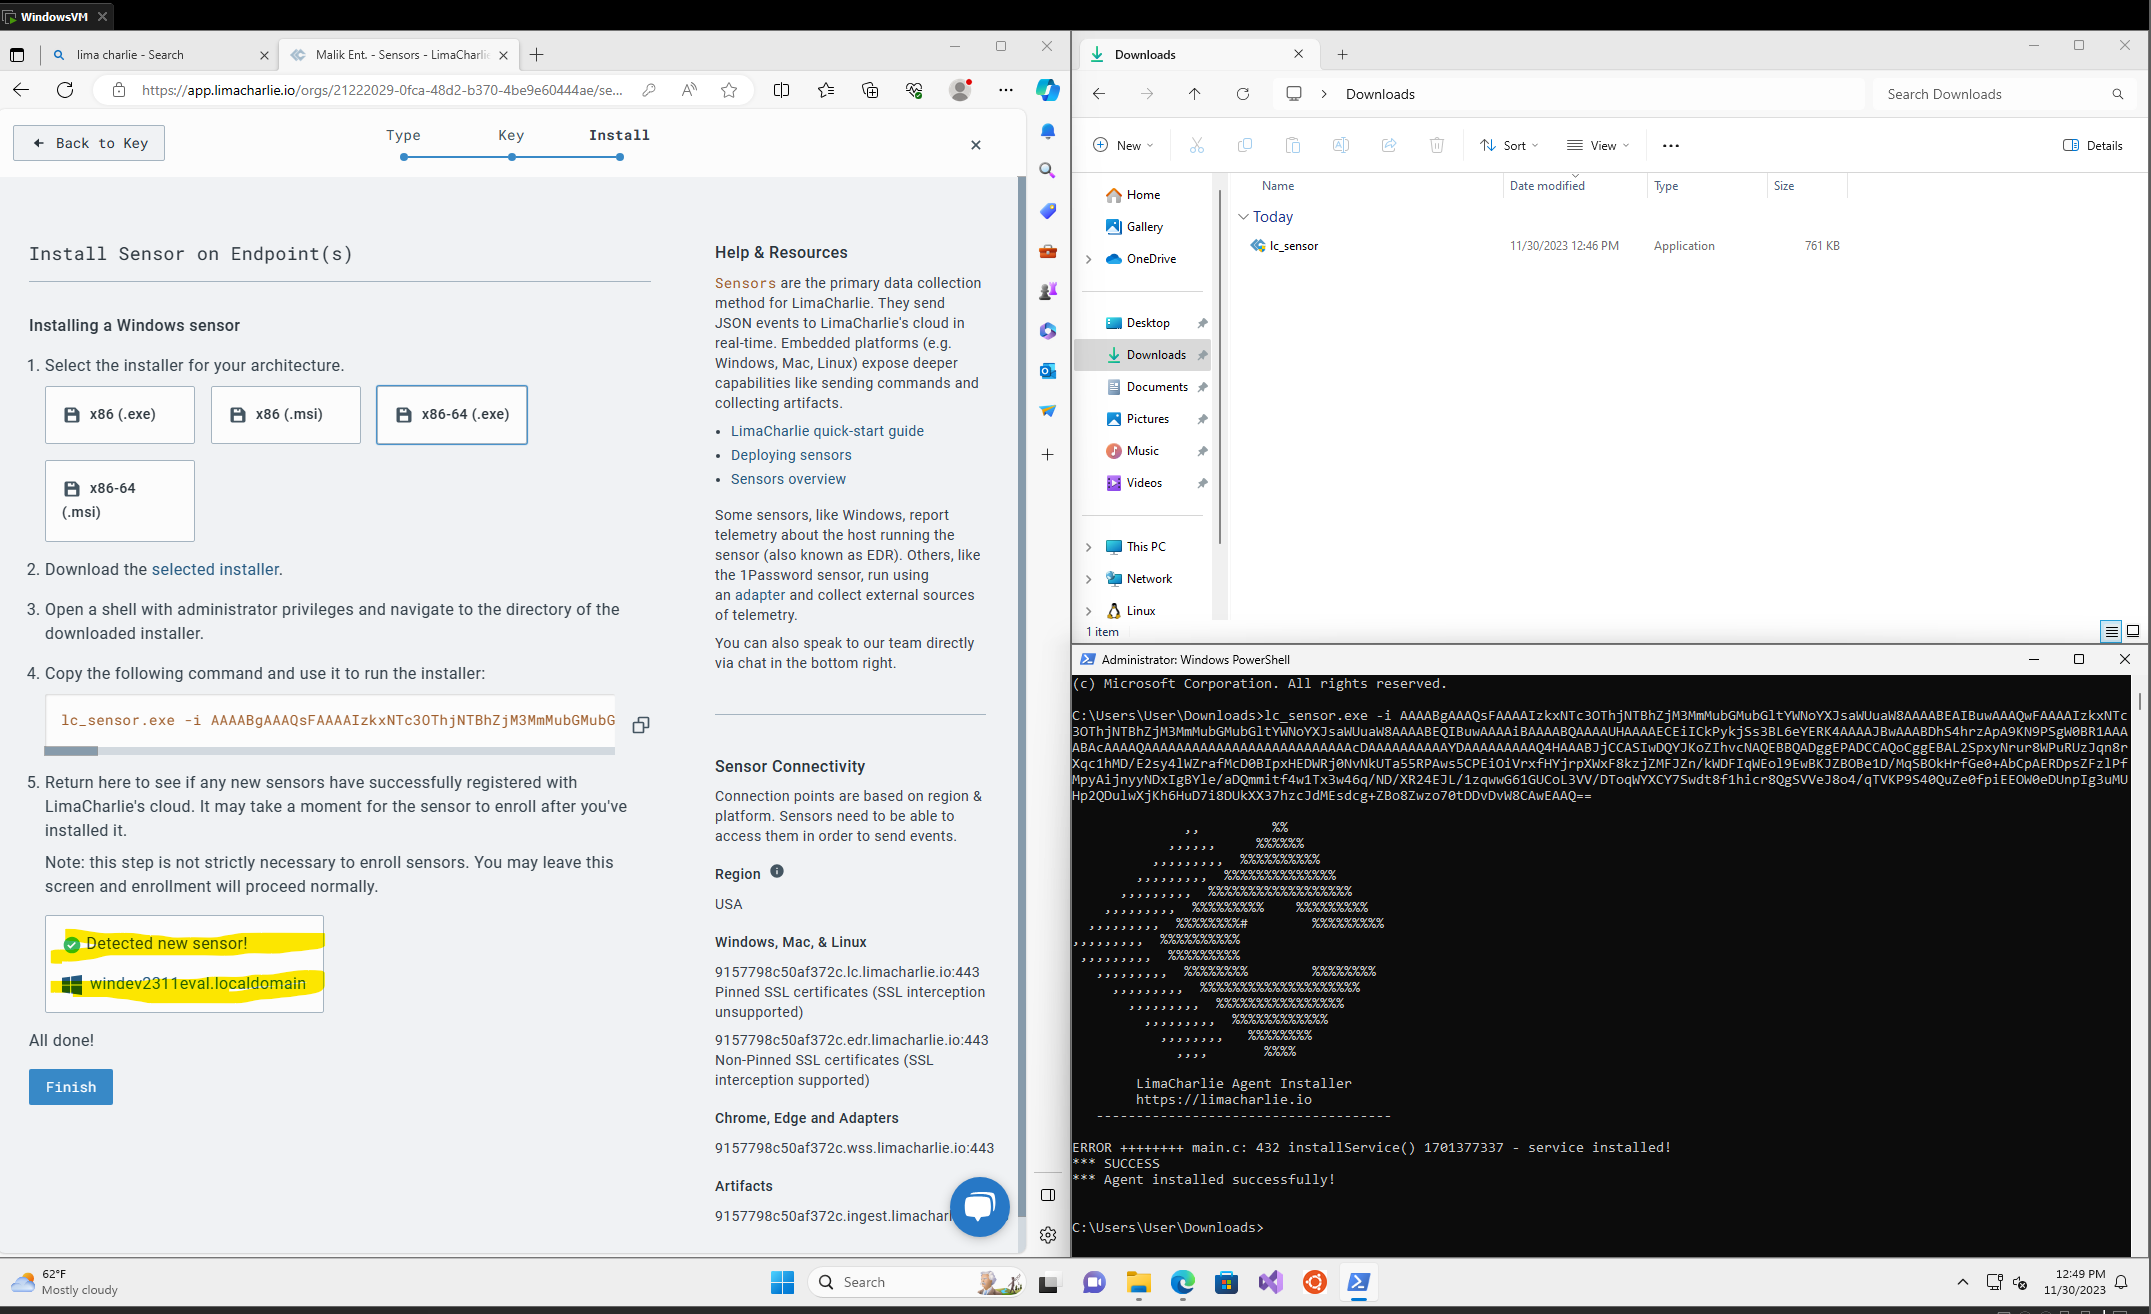 WindowsVM
lima charlie - Search
Malik Ent. - Sensors - LimaCharlie
https://app.limacharlie.io/orgs/21222029-0fca-48d2-b370-4be9e60444ae/se...
Back to Key
Type
Key
Install
Install Sensor on Endpoint(s)
Installing a Windows sensor
1. Select the installer for your architecture.
x86 (.exe)
x86 (.msi)
x86-64 (.exe)
x86-64
(.msi)
2. Download the selected installer.
3. Open a shell with administrator privileges and navigate to the directory of the
downloaded installer.
4. Copy the following command and use it to run the installer:
lc_sensor.exe -i AAAABgAAAQsFAAAAIzkxNTc3OThjNTBhZjM3MmMubGMubG
5. Return here to see if any new sensors have successfully registered with
LimaCharlie's cloud. It may take a moment for the sensor to enroll after you've
installed it.
Note: this step is not strictly necessary to enroll sensors. You may leave this
screen and enrollment will proceed normally.
Detected new sensor!
windev2311eval.localdomain
All done!
Finish
Help & Resources
Sensors are the primary data collection
method for LimaCharlie. They send
JSON events to LimaCharlie's cloud in
real-time. Embedded platforms (e.g.
Windows, Mac, Linux) expose deeper
capabilities like sending commands and
collecting artifacts.
• LimaCharlie quick-start guide
• Deploying sensors
• Sensors overview
Some sensors, like Windows, report
telemetry about the host running the
sensor (also known as EDR). Others, like
the 1Password sensor, run using
an adapter and collect external sources
of telemetry.
You can also speak to our team directly
via chat in the bottom right.
Sensor Connectivity
Connection points are based on region &
platform. Sensors need to be able to
access them in order to send events.
Region
USA
Windows, Mac, & Linux
9157798c50af372c.lc.limacharlie.io:443
Pinned SSL certificates (SSL interception
unsupported)
9157798c50af372c.edr.limacharlie.io:443
Non-Pinned SSL certificates (SSL
interception supported)
Chrome, Edge and Adapters
9157798c50af372c.wss.limacharlie.io:443
Artifacts
9157798c50af372c.ingest.limachar
Downloads
Downloads
Search Downloads
New
Sort
View
Details
Name
Date modified
Type
Size
Today
lc_sensor
11/30/2023 12:46 PM
Application
761 KB
Home
Gallery
OneDrive
Desktop
Downloads
Documents
Pictures
Music
Videos
This PC
Network
Linux
1 item
Administrator: Windows PowerShell
(c) Microsoft Corporation. All rights reserved.
C:\Users\User\Downloads>lc_sensor.exe -i
LimaCharlie Agent Installer
https://limacharlie.io
------------------------------------
ERROR ++++++++ main.c: 432 installService() 1701377337 - service installed!
*** SUCCESS
*** Agent installed successfully!
C:\Users\User\Downloads>
62°F
Mostly cloudy
Search
12:49 PM
11/30/2023